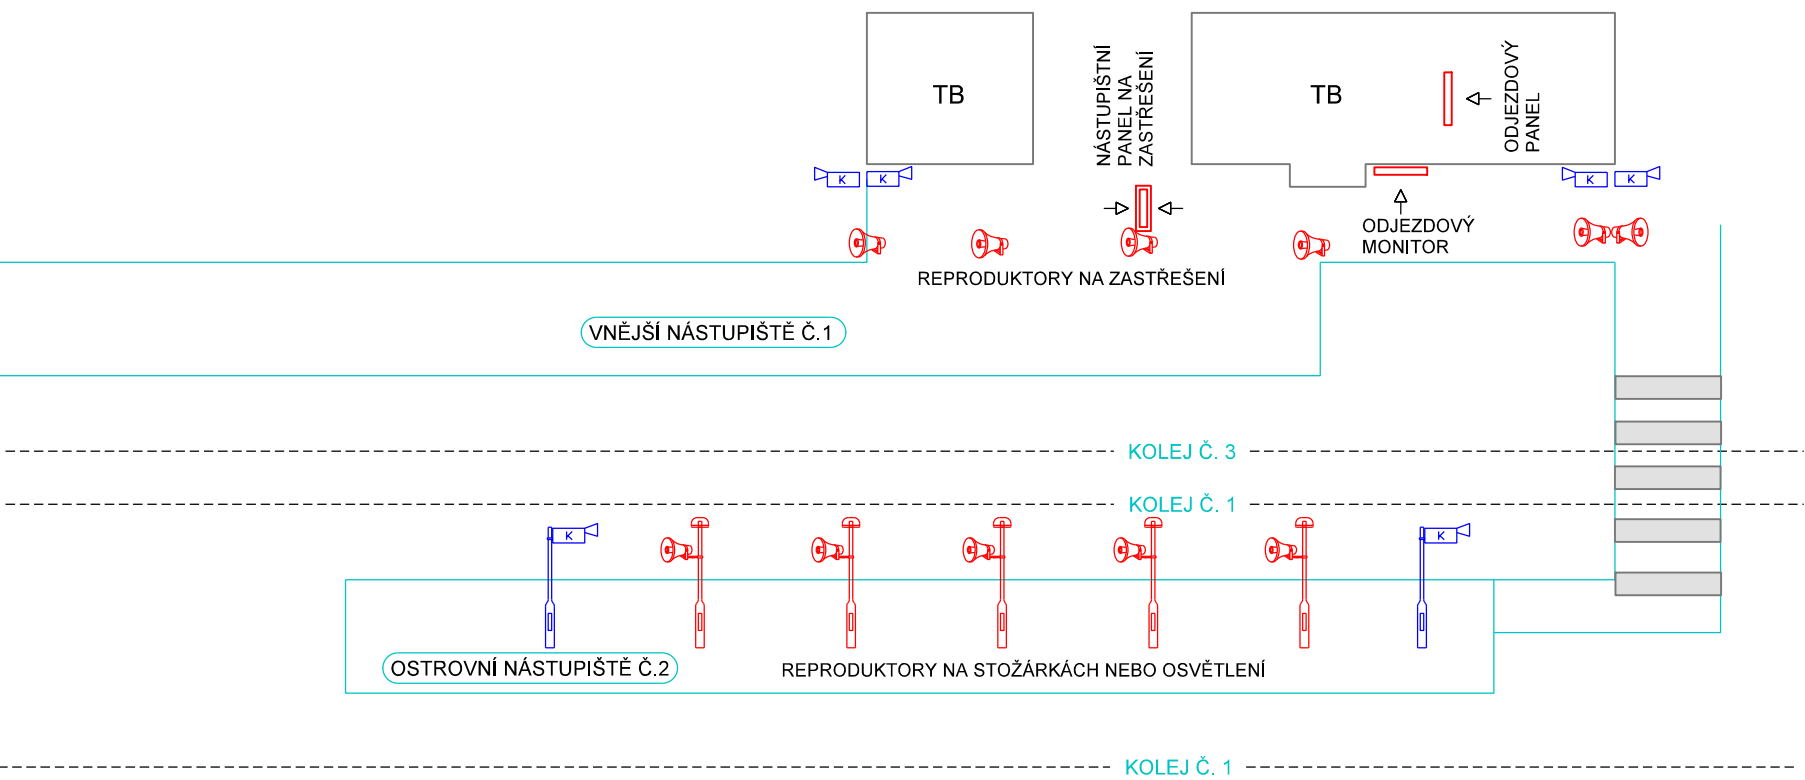 TB
NÁSTUPIŠTNÍ
PANEL NA
ZASTŘEŠENÍ
TB
ODJEZDOVÝ
PANEL
K
K
K
K
ODJEZDOVÝ
MONITOR
REPRODUKTORY NA ZASTŘEŠENÍ
VNĚJŠÍ NÁSTUPIŠTĚ Č.1
KOLEJ Č. 3
KOLEJ Č. 1
K
K
OSTROVNÍ NÁSTUPIŠTĚ Č.2
REPRODUKTORY NA STOŽÁRKÁCH NEBO OSVĚTLENÍ
KOLEJ Č. 1